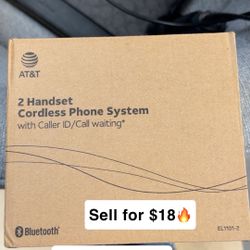 AT&T
2 Handset
Cordless Phone System
with Caller ID/Call waiting*
Sell for $18🔥
Bluetooth®
EL1101-2